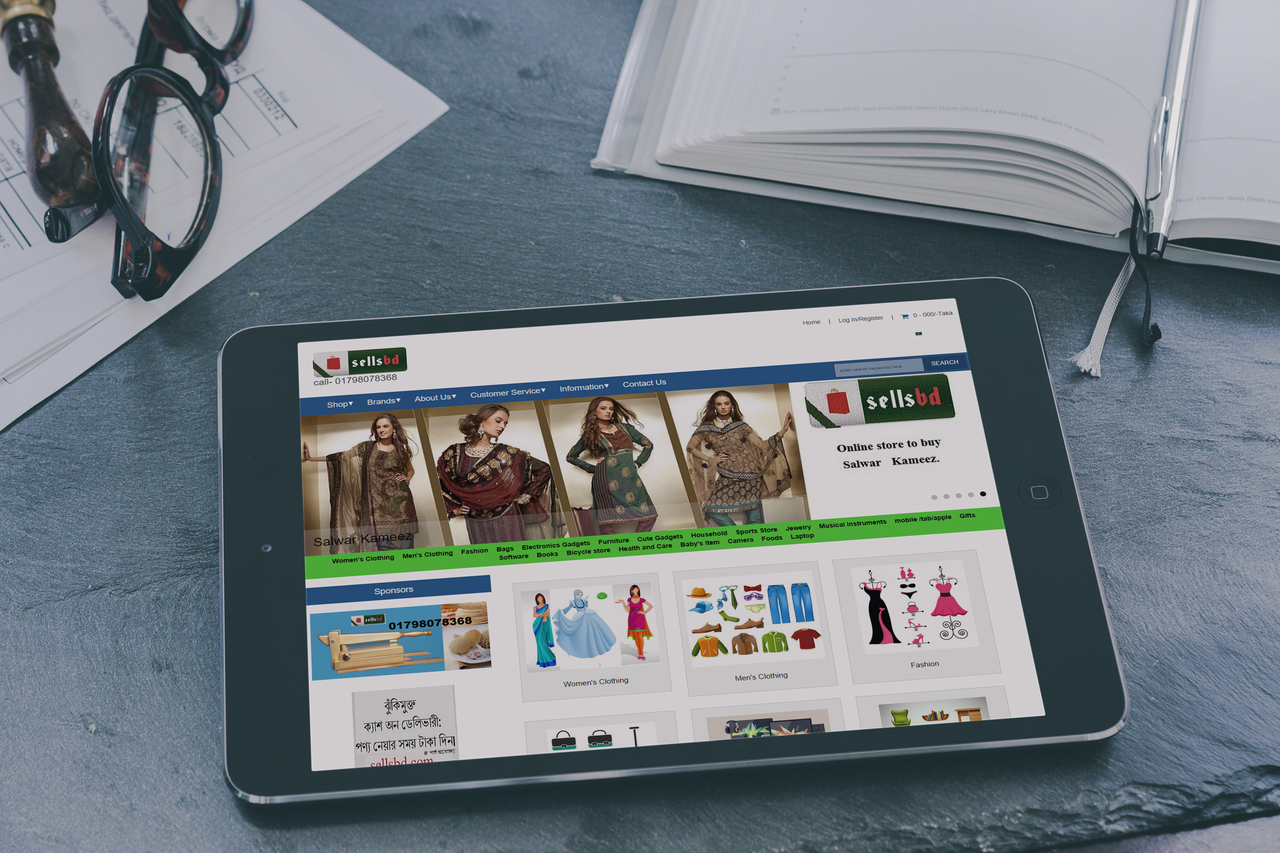 Home | Log In/Register | 0 - 000/-Taka
sellsbd
call- 01798078368
enter search keywords here
SEARCH
Shop▾ Brands▾ About Us▾ Customer Service▾ Information▾ Contact Us
sellsbd
Online store to buy
Salwar Kameez.
Salwar Kameez
Women's Clothing Men's Clothing Fashion Bags Electronics Gadgets Furniture Cute Gadgets Household Sports Store Jewelry Musical Instruments mobile /tab/apple Gifts
Software Books Bicycle store Health and Care Baby's Item Camera Foods Laptop
Sponsors
sellsbd
01798078368
Women's Clothing
Men's Clothing
Fashion
ঝুঁকিমুক্ত
ক্যাশ অন ডেলিভারী:
পণ্য নেয়ার সময় টাকা দিন!
sellsbd.com
0330212